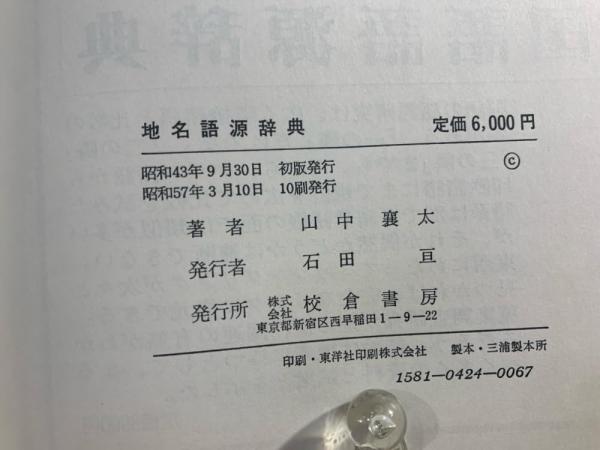 地名語源辞典 定価6,000円
昭和43年9月30日 初版発行 ©
昭和57年3月10日 10刷発行
著者 山中襄太
発行者 石田亘
発行所 株式会社 校倉書房
東京都新宿区西早稲田1-9-22
印刷・東洋社印刷株式会社 製本・三浦製本所
1581-0424-0067